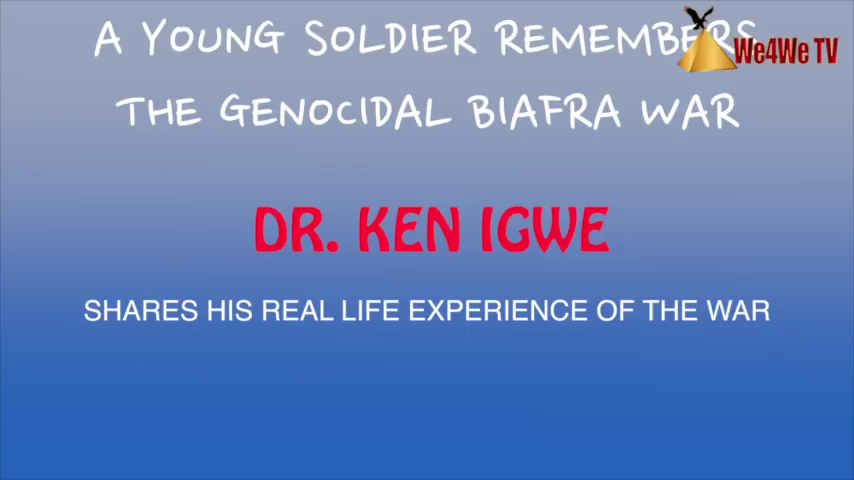 A YOUNG SOLDIER REMEMBERS
We4We TV
THE GENOCIDAL BIAFRA WAR
DR. KEN IGWE
SHARES HIS REAL LIFE EXPERIENCE OF THE WAR